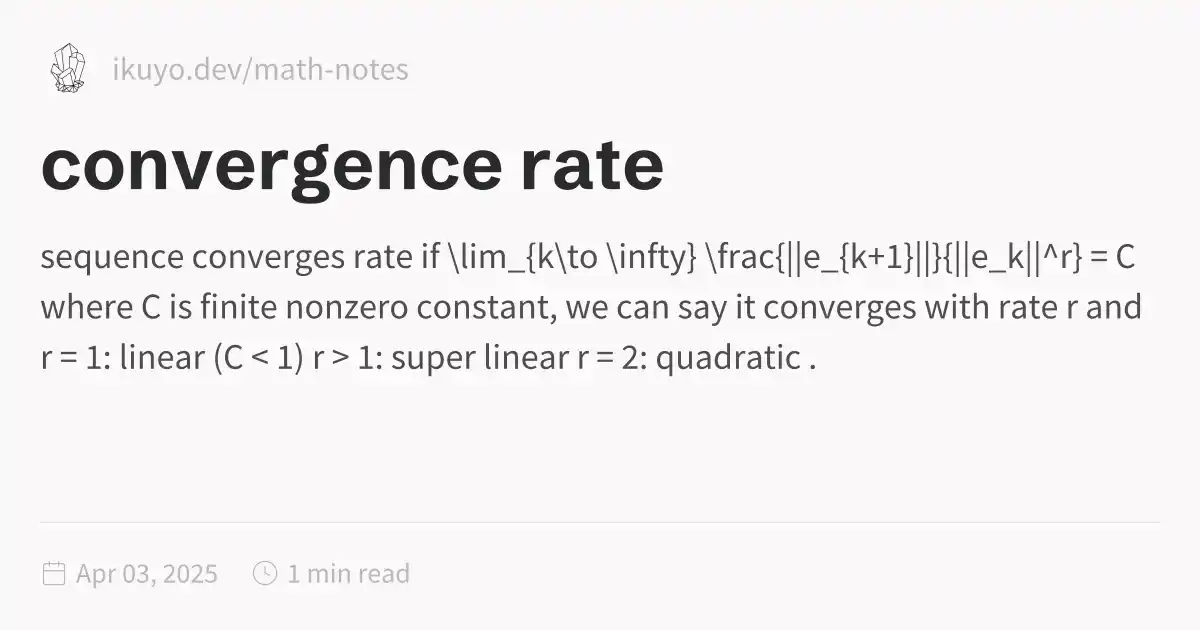 ikuyo.dev/math-notes
convergence rate
sequence converges rate if \lim_{k\to \infty} \frac{||e_{k+1}||}{||e_k||^r} = C
where C is finite nonzero constant, we can say it converges with rate r and
r = 1: linear (C < 1) r > 1: super linear r = 2: quadratic .
Apr 03, 2025 1 min read